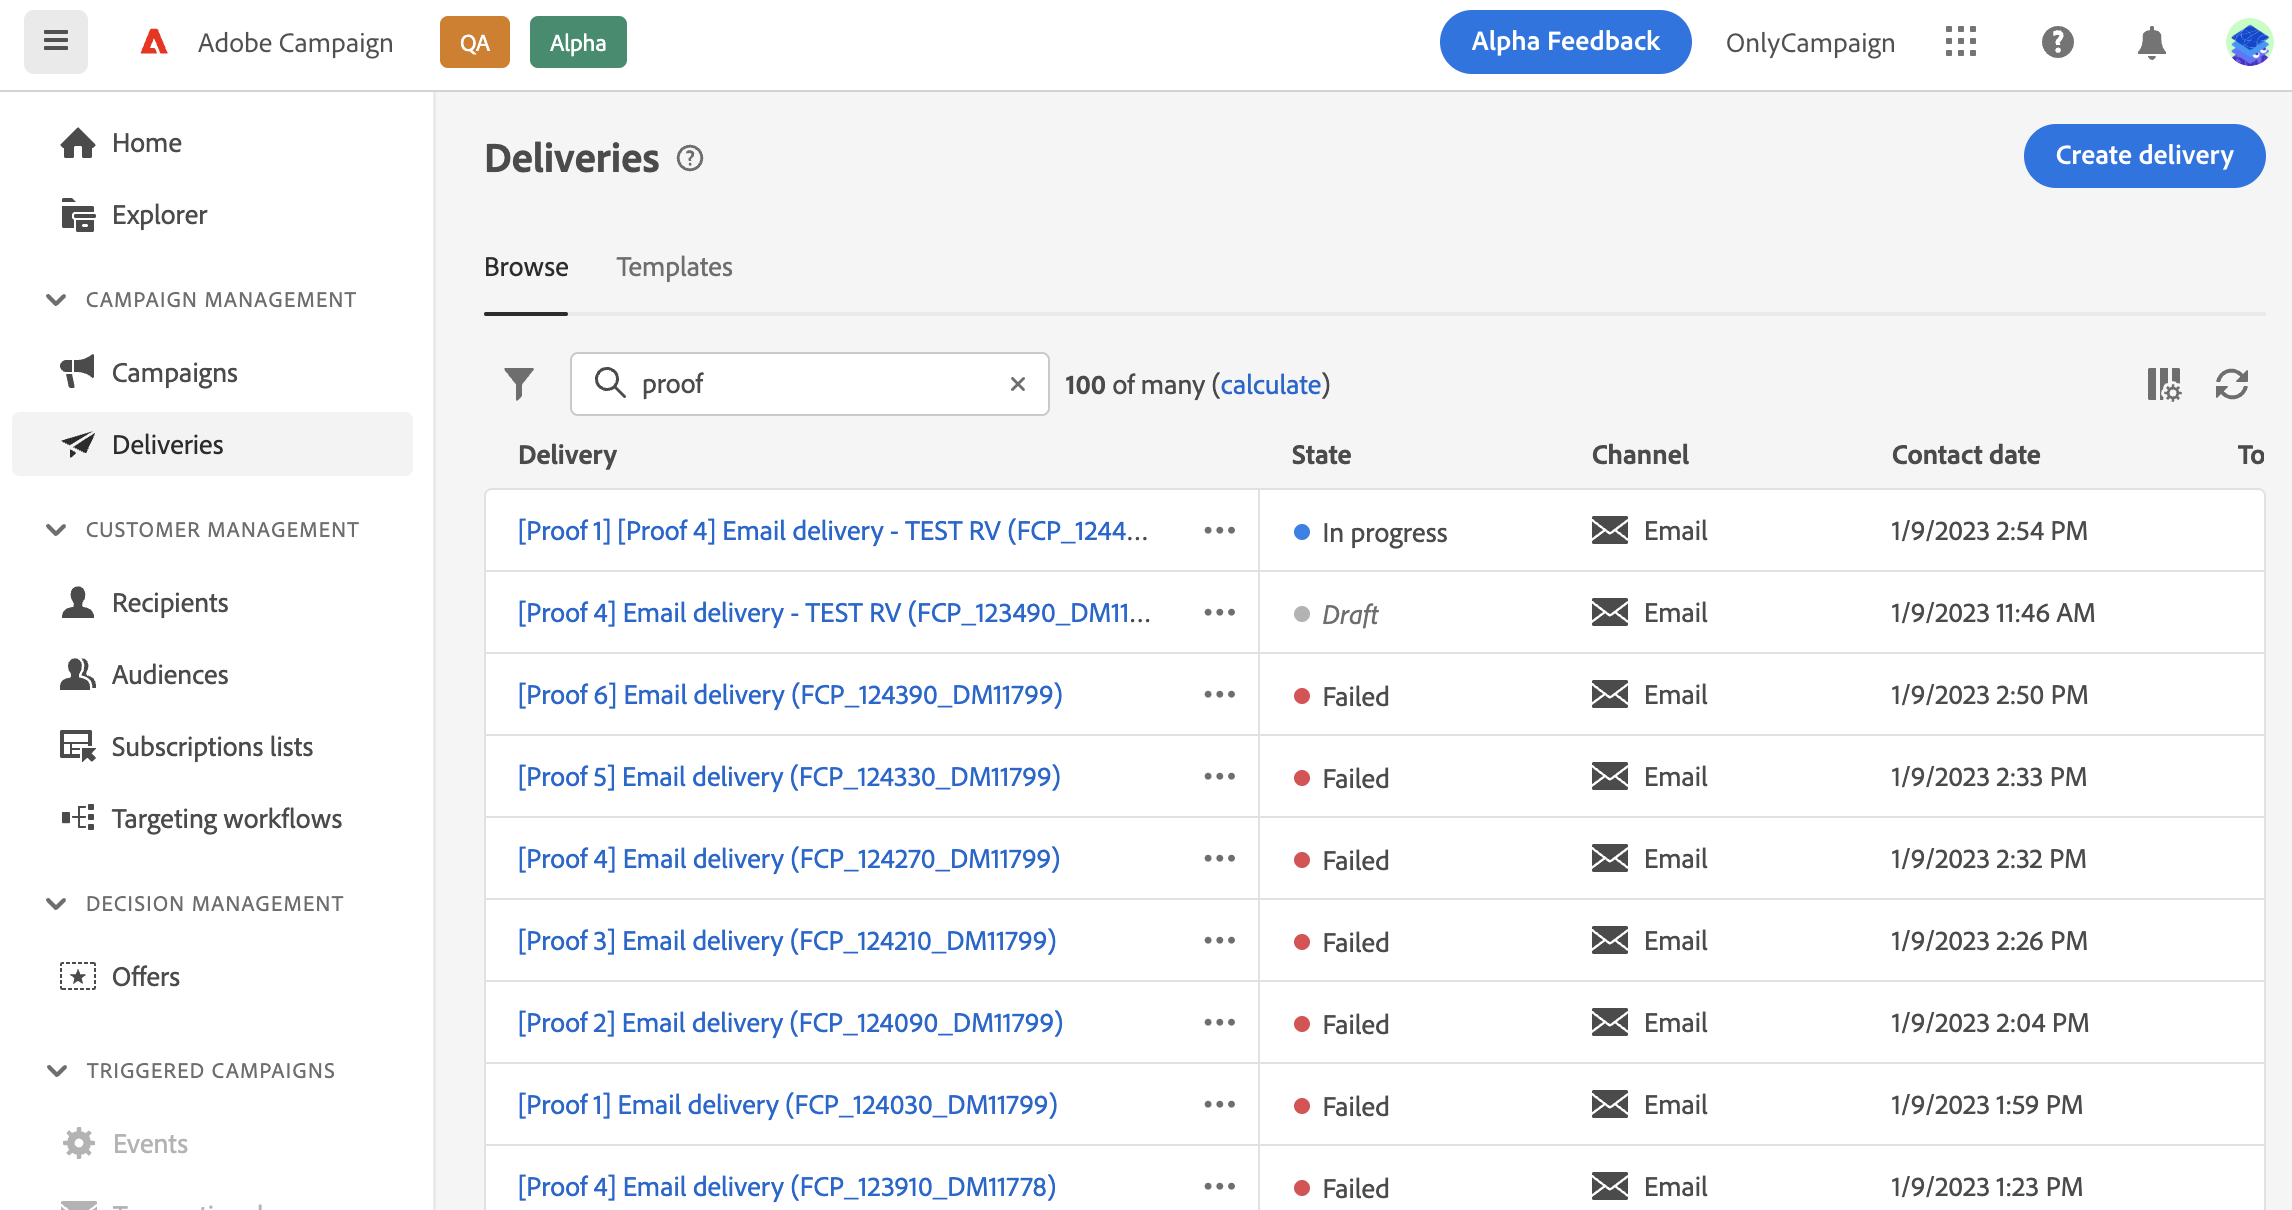 Adobe Campaign QA Alpha Alpha Feedback OnlyCampaign
Home
Explorer
CAMPAIGN MANAGEMENT
Campaigns
Deliveries
CUSTOMER MANAGEMENT
Recipients
Audiences
Subscriptions lists
Targeting workflows
DECISION MANAGEMENT
Offers
TRIGGERED CAMPAIGNS
Events
Deliveries Create delivery
Browse Templates
proof 100 of many (calculate)
Delivery State Channel Contact date To
[Proof 1] [Proof 4] Email delivery - TEST RV (FCP_1244... In progress Email 1/9/2023 2:54 PM
[Proof 4] Email delivery - TEST RV (FCP_123490_DM11... Draft Email 1/9/2023 11:46 AM
[Proof 6] Email delivery (FCP_124390_DM11799) Failed Email 1/9/2023 2:50 PM
[Proof 5] Email delivery (FCP_124330_DM11799) Failed Email 1/9/2023 2:33 PM
[Proof 4] Email delivery (FCP_124270_DM11799) Failed Email 1/9/2023 2:32 PM
[Proof 3] Email delivery (FCP_124210_DM11799) Failed Email 1/9/2023 2:26 PM
[Proof 2] Email delivery (FCP_124090_DM11799) Failed Email 1/9/2023 2:04 PM
[Proof 1] Email delivery (FCP_124030_DM11799) Failed Email 1/9/2023 1:59 PM
[Proof 4] Email delivery (FCP_123910_DM11778) Failed Email 1/9/2023 1:23 PM